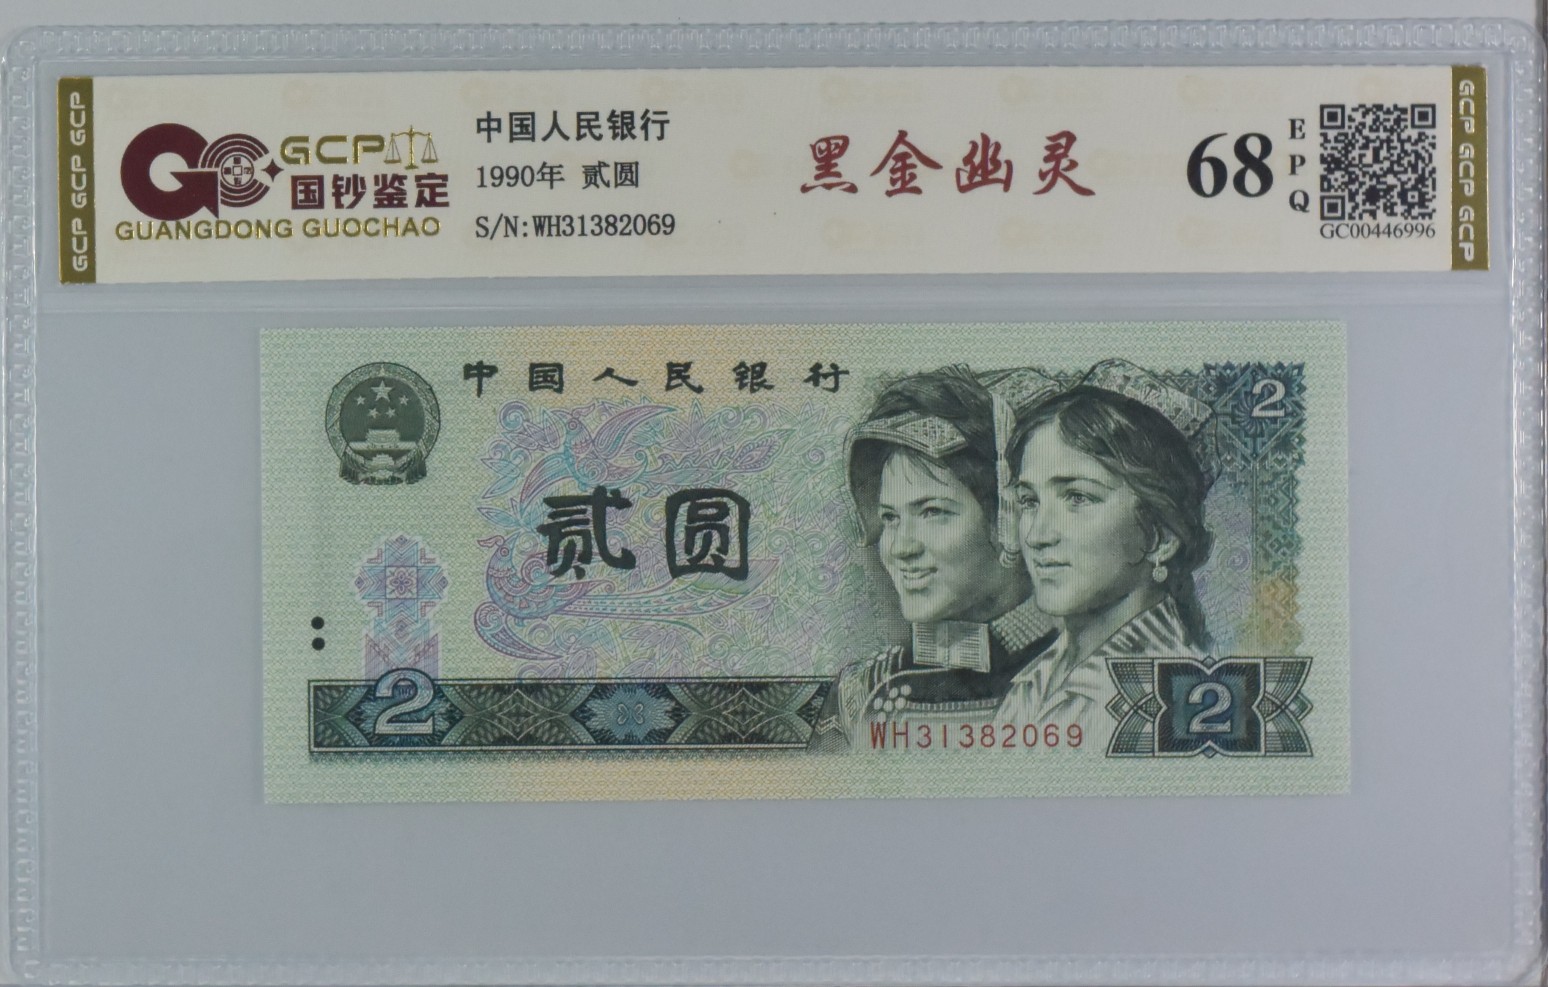 GCP GCP GCP
GCP
国钞鉴定
GUANGDONG GUOCHAO
中国人民银行
1990年 贰圆
S/N:WH31382069
黑金幽灵
68
EPQ
GC00446996
GCP GCP GCP
中国人民银行
2
贰圆
2
WH31382069
2